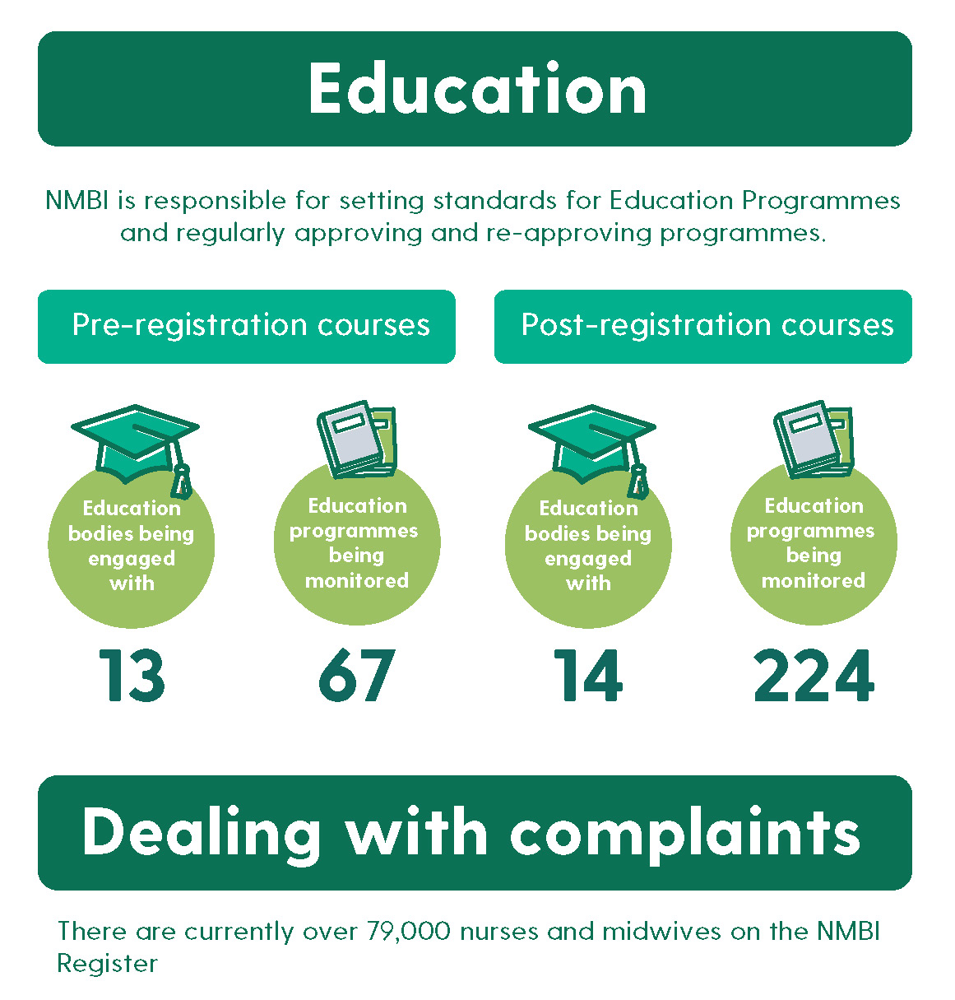 Education
NMBI is responsible for setting standards for Education Programmes
and regularly approving and re-approving programmes.
Pre-registration courses
Post-registration courses
Education
bodies being
engaged
with
13
Education
programmes
being
monitored
67
Education
bodies being
engaged
with
14
Education
programmes
being
monitored
224
Dealing with complaints
There are currently over 79,000 nurses and midwives on the NMBI
Register